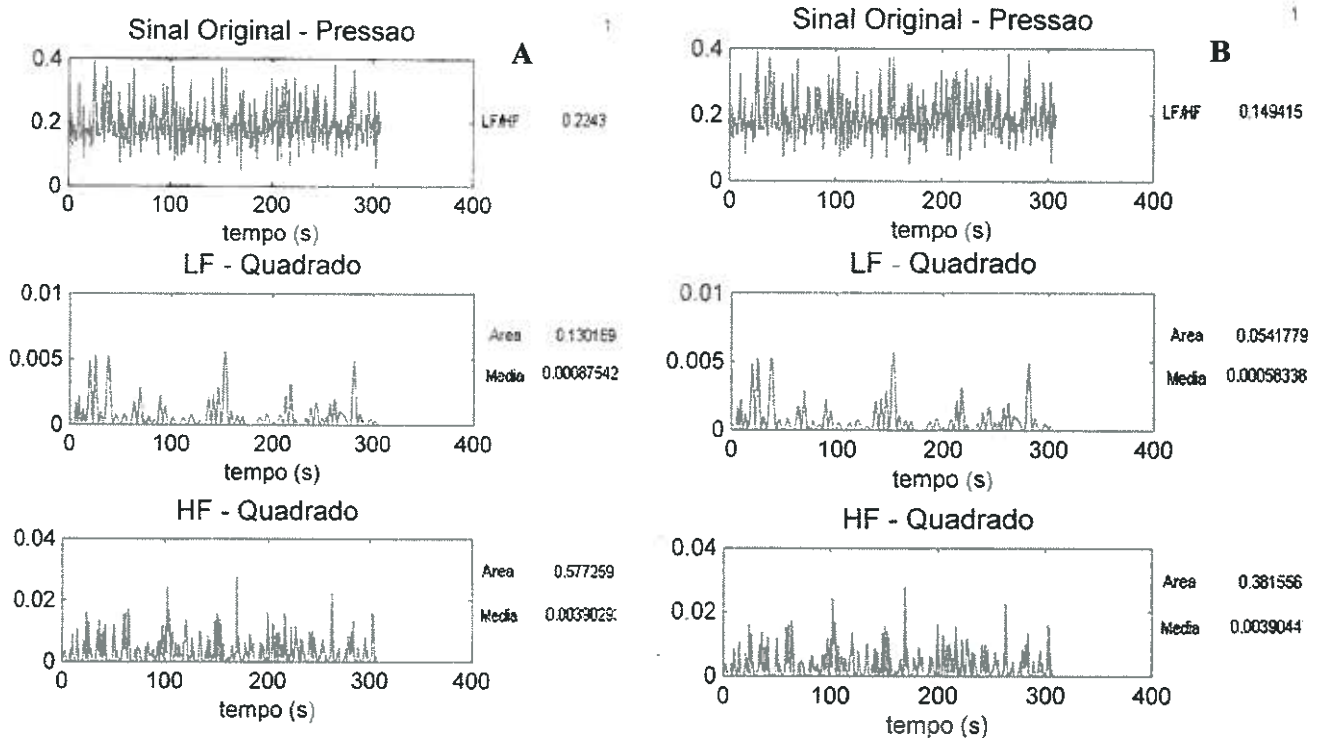 Sinal Original - Pressao
1
A
0.4
0.2
0
LF/HF 0.2243
0 100 200 300 400
tempo (s)
LF - Quadrado
0.01
0.005
0
Area 0.130169
Media 0.00087542
0 100 200 300 400
tempo (s)
HF - Quadrado
0.04
0.02
0
Area 0.577259
Media 0.0039029
0 100 200 300 400
tempo (s)
Sinal Original - Pressao
1
B
0.4
0.2
0
LF/HF 0.149415
0 100 200 300 400
tempo (s)
LF - Quadrado
0.01
0.005
0
Area 0.0541779
Media 0.00058338
0 100 200 300 400
tempo (s)
HF - Quadrado
0.04
0.02
0
Area 0.381556
Media 0.0039044
0 100 200 300 400
tempo (s)